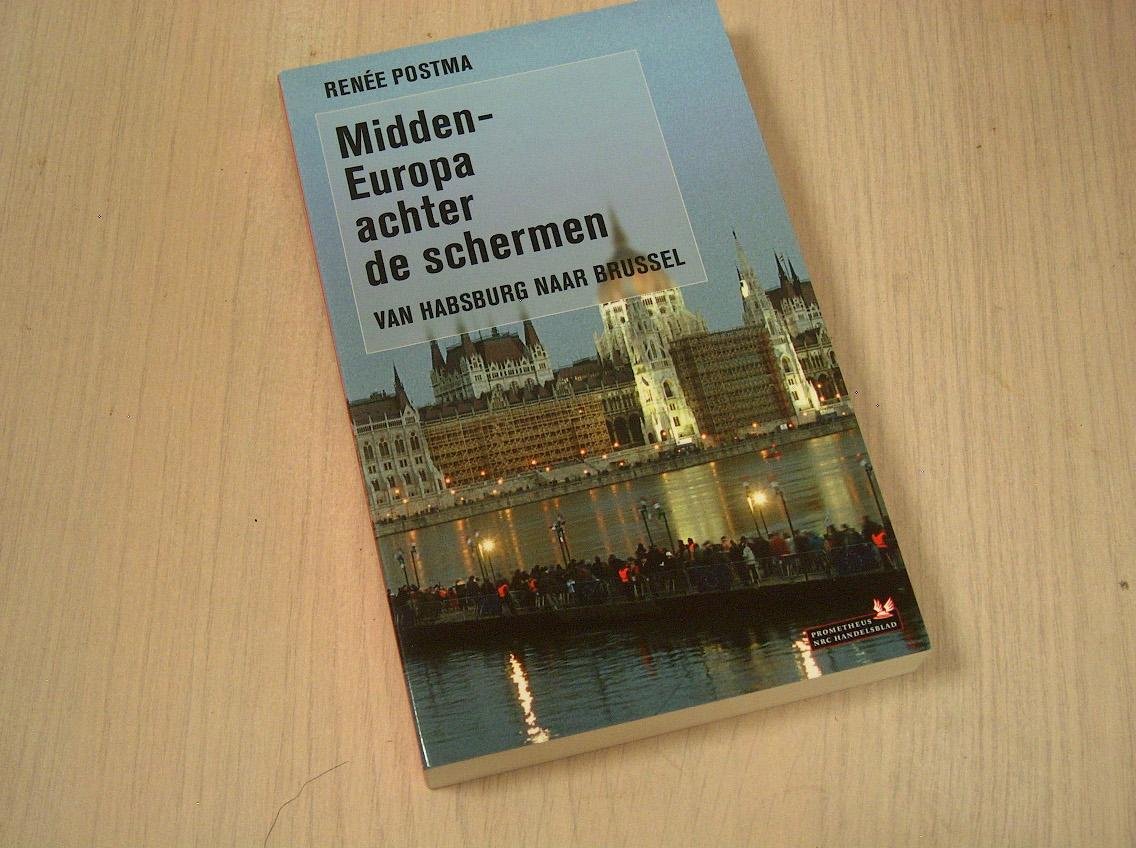 RENÉE POSTMA
Midden-
Europa
achter
de schermen
VAN HABSBURG NAAR BRUSSEL
PROMETHEUS
NRC HANDELSBLAD